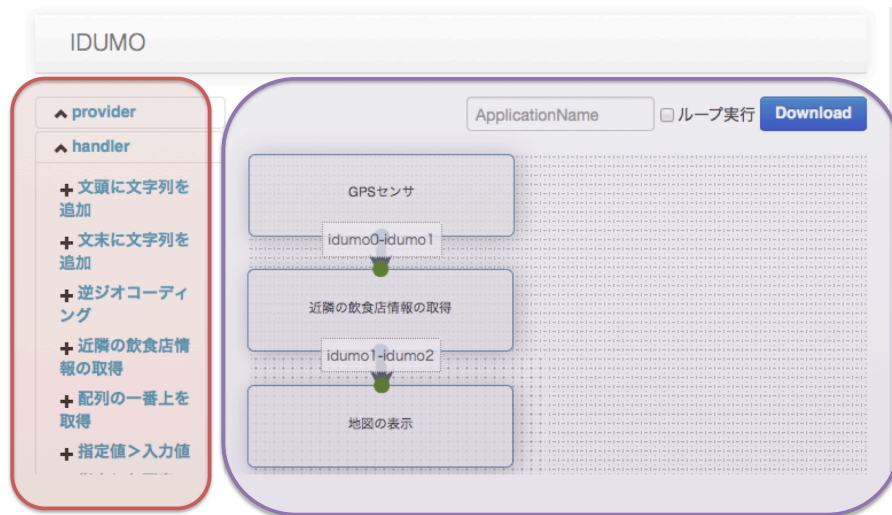 IDUMO
provider
handler
文頭に文字列を
追加
文末に文字列を
追加
逆ジオコーディ
ング
近隣の飲食店情
報の取得
配列の一番上を
取得
指定値＞入力値
ApplicationName
ループ実行
Download
GPSセンサ
idumo0-idumo1
近隣の飲食店情報の取得
idumo1-idumo2
地図の表示